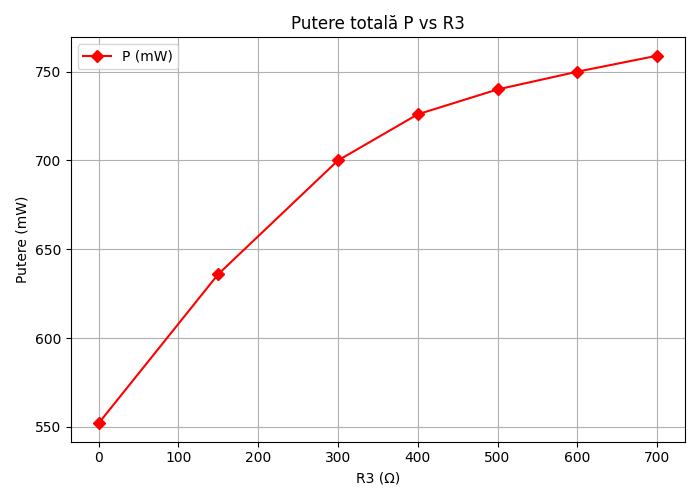 Putere totală P vs R3
P (mW)
Putere (mW)
750
700
650
600
550
0 100 200 300 400 500 600 700
R3 (Ω)